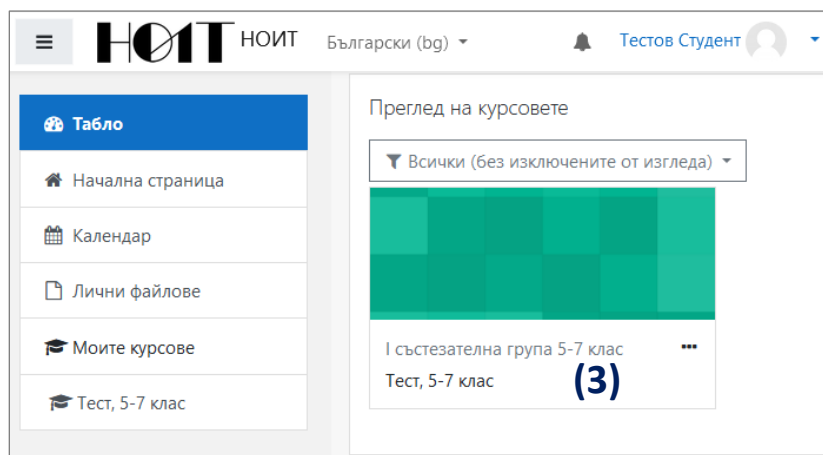 НОИТ НОИТ Български (bg) Тестов Студент
Табло
Начална страница
Календар
Лични файлове
Моите курсове
Тест, 5-7 клас
Преглед на курсовете
Всички (без изключените от изгледа)
I състезателна група 5-7 клас
Тест, 5-7 клас (3)